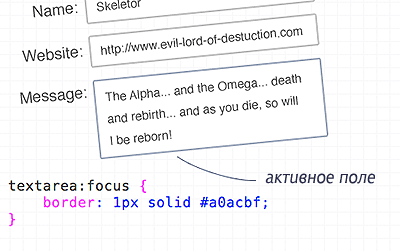 Name: Skeletor
Website: http://www.evil-lord-of-destuction.com
Message: The Alpha... and the Omega... death
and rebirth... and as you die, so will
I be reborn!
активное поле
textarea:focus {
border: 1px solid #a0acbf;
}